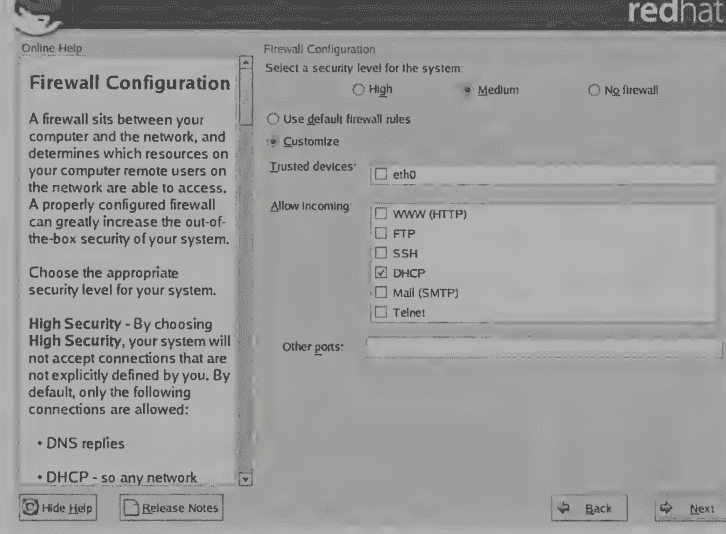 redhat
Online Help
Firewall Configuration
A firewall sits between your
computer and the network, and
determines which resources on
your computer remote users on
the network are able to access.
A properly configured firewall
can greatly increase the out-of-
the-box security of your system.
Choose the appropriate
security level for your system.
High Security - By choosing
High Security, your system will
not accept connections that are
not explicitly defined by you. By
default, only the following
connections are allowed:
• DNS replies
• DHCP - so any network
Firewall Configuration
Select a security level for the system:
High Medium No firewall
Use default firewall rules
Customize
Trusted devices:
eth0
Allow incoming:
WWW (HTTP)
FTP
SSH
DHCP
Mail (SMTP)
Telnet
Other ports:
Hide Help Release Notes Back Next